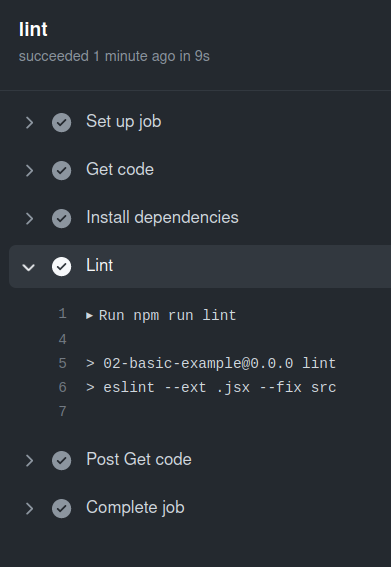 lint
succeeded 1 minute ago in 9s
Set up job
Get code
Install dependencies
Lint
1 ▶ Run npm run lint
4
5 > 02-basic-example@0.0.0 lint
6 > eslint --ext .jsx --fix src
7
Post Get code
Complete job